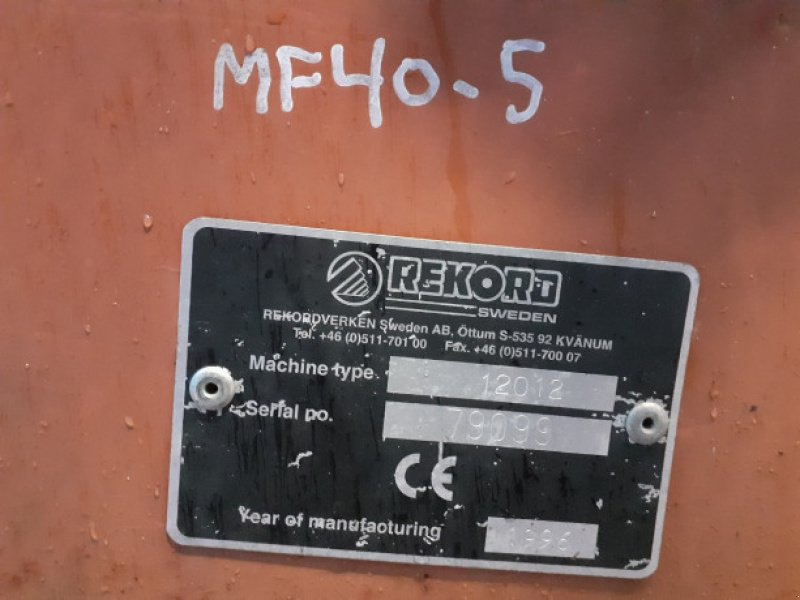 MF40-5
REKORD
SWEDEN
REKORDVERKEN Sweden AB, Öttum S-535 92 KVÄNUM
Tel. +46 (0)511-701 00 Fax. +46 (0)511-700 07
Machine type 12012
Serial no. 79099
CE
Year of manufacturing 1996